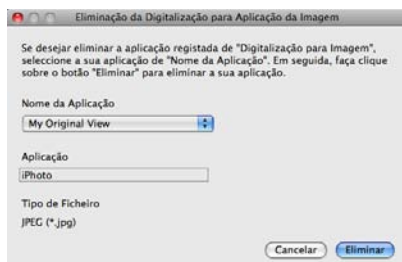 Eliminação da Digitalização para Aplicação da Imagem
Se desejar eliminar a aplicação registada de "Digitalização para Imagem",
seleccione a sua aplicação de "Nome da Aplicação". Em seguida, faça clique
sobre o botão "Eliminar" para eliminar a sua aplicação.
Nome da Aplicação
My Original View
Aplicação
iPhoto
Tipo de Ficheiro
JPEG (*.jpg)
Cancelar Eliminar